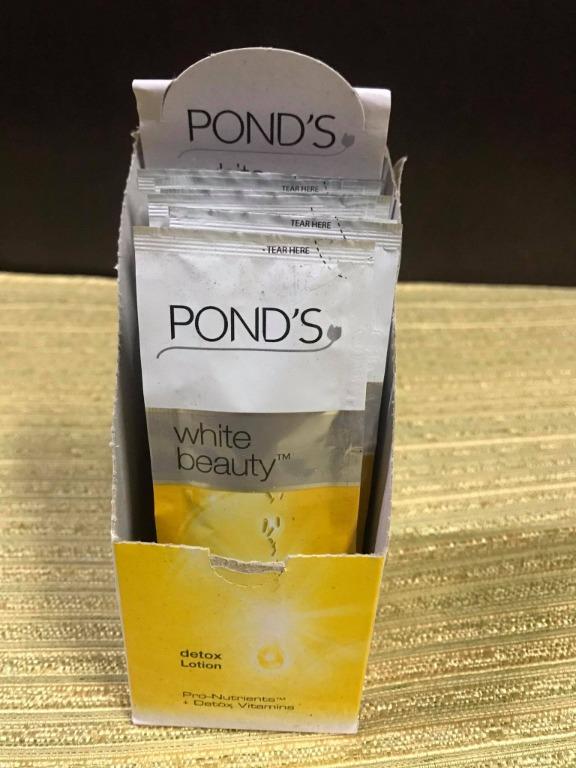 POND'S
TEAR HERE
TEAR HERE
- TEAR HERE
POND'S
white
beauty™
detox
Lotion
Pro-Nutrients™
+ Detox Vitamins